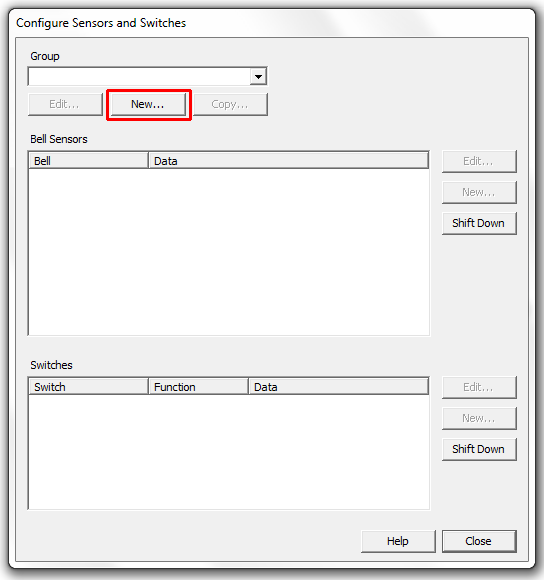 Configure Sensors and Switches
Group
Edit... New... Copy...
Bell Sensors
Bell Data Edit...
New...
Shift Down
Switches
Switch Function Data Edit...
New...
Shift Down
Help Close